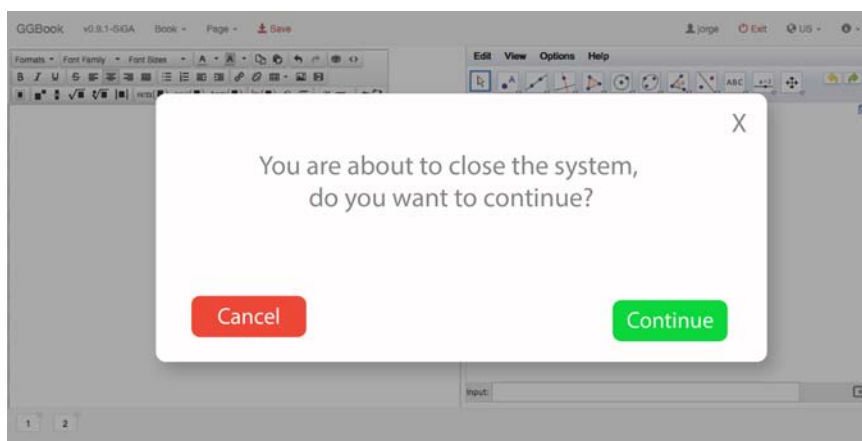 GGBook v0.9.1-SiGA Book Page Save jorge Exit US
Formats Font Family Font Sizes A A
B I U S
Edit View Options Help
ABC a=2
X
You are about to close the system,
do you want to continue?
Cancel Continue
Input:
1 2